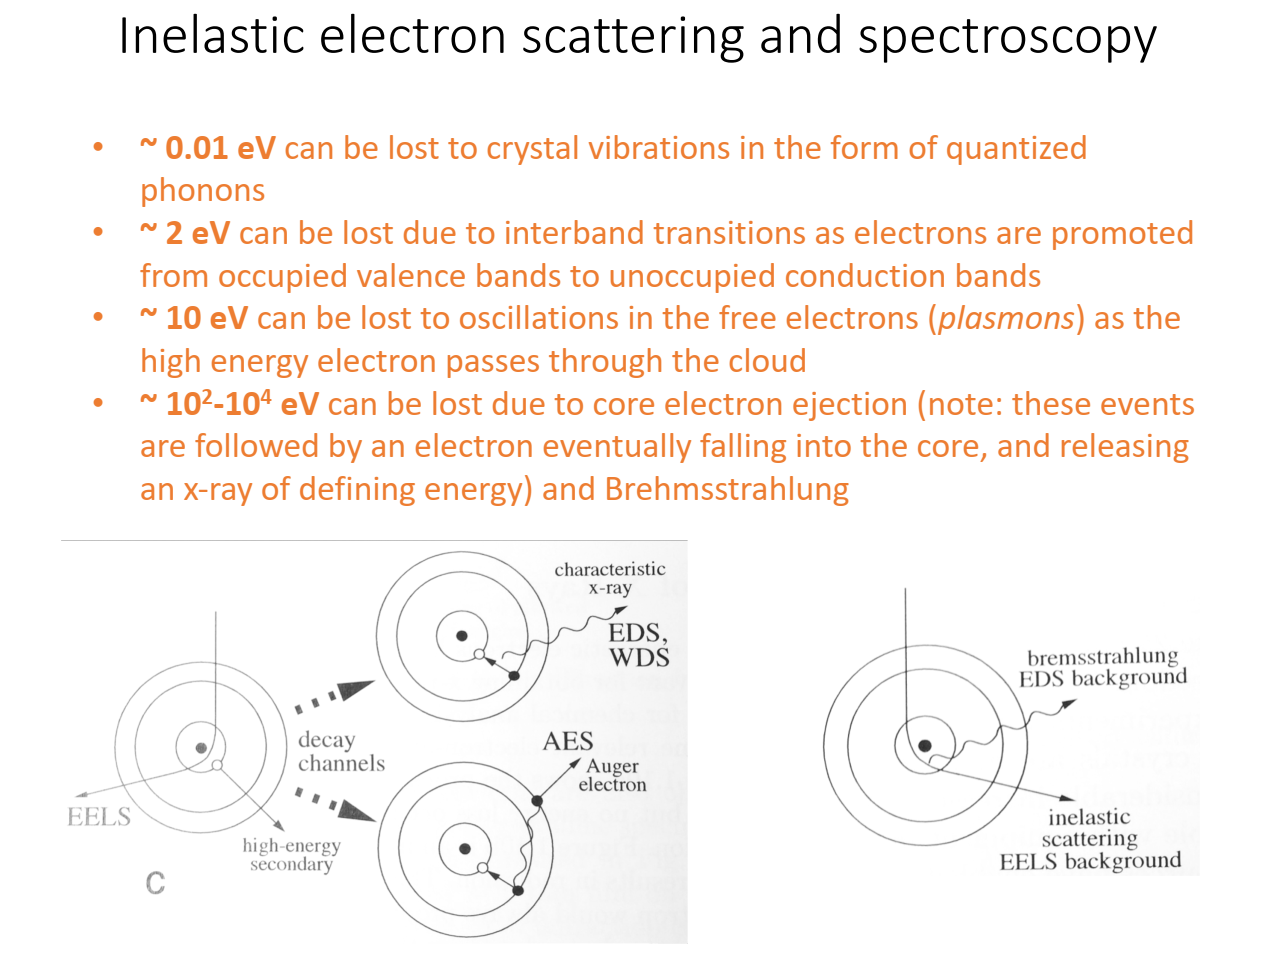 Inelastic electron scattering and spectroscopy
• ~ 0.01 eV can be lost to crystal vibrations in the form of quantized
phonons
• ~ 2 eV can be lost due to interband transitions as electrons are promoted
from occupied valence bands to unoccupied conduction bands
• ~ 10 eV can be lost to oscillations in the free electrons (plasmons) as the
high energy electron passes through the cloud
• ~ 10²-10⁴ eV can be lost due to core electron ejection (note: these events
are followed by an electron eventually falling into the core, and releasing
an x-ray of defining energy) and Brehmsstrahlung
characteristic
x-ray
EDS,
WDS
decay
channels
AES
Auger
electron
EELS
high-energy
secondary
C
bremsstrahlung
EDS background
inelastic
scattering
EELS background